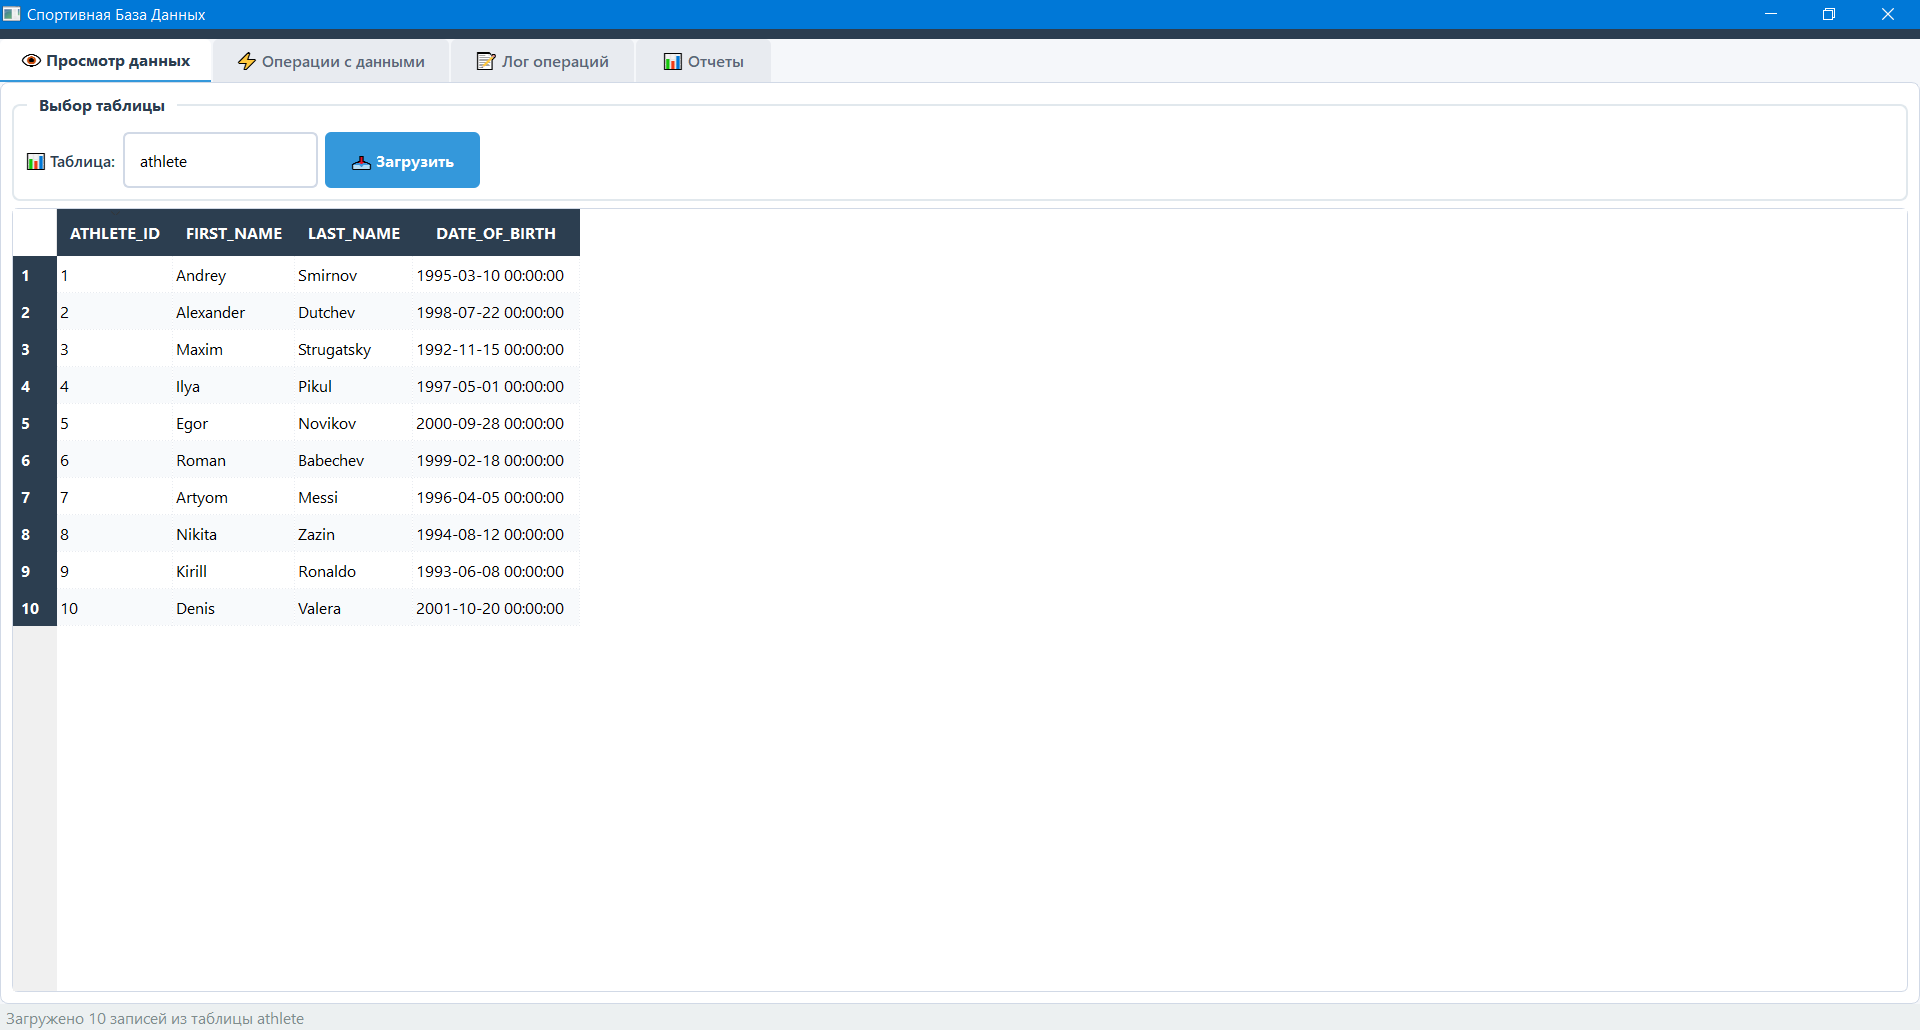 Спортивная База Данных
Просмотр данных Операции с данными Лог операций Отчеты
Выбор таблицы
Таблица: athlete Загрузить
ATHLETE_ID FIRST_NAME LAST_NAME DATE_OF_BIRTH
1 1 Andrey Smirnov 1995-03-10 00:00:00
2 2 Alexander Dutchev 1998-07-22 00:00:00
3 3 Maxim Strugatsky 1992-11-15 00:00:00
4 4 Ilya Pikul 1997-05-01 00:00:00
5 5 Egor Novikov 2000-09-28 00:00:00
6 6 Roman Babechev 1999-02-18 00:00:00
7 7 Artyom Messi 1996-04-05 00:00:00
8 8 Nikita Zazin 1994-08-12 00:00:00
9 9 Kirill Ronaldo 1993-06-08 00:00:00
10 10 Denis Valera 2001-10-20 00:00:00
Загружено 10 записей из таблицы athlete